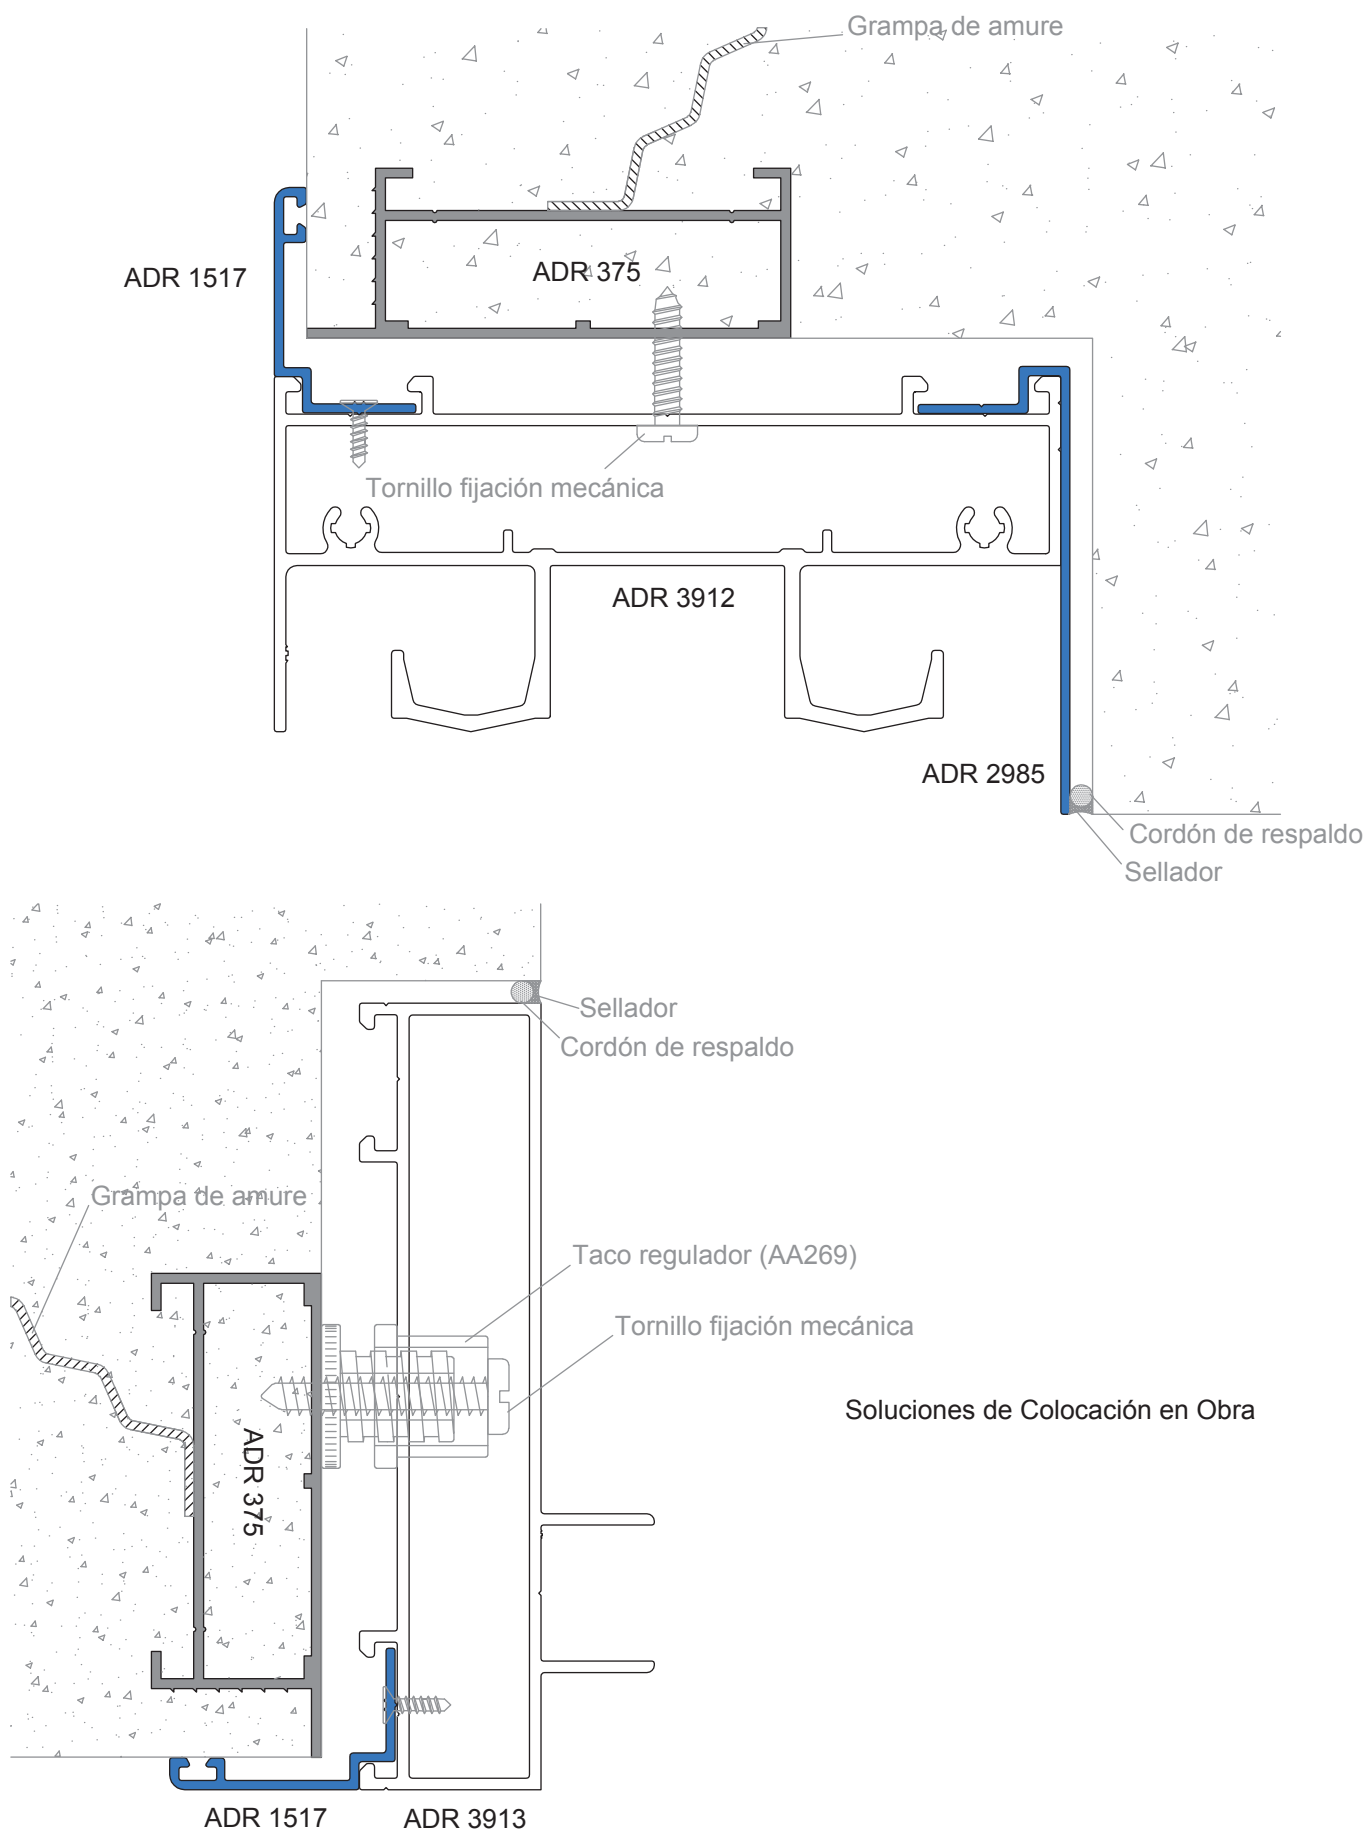 Grampa de amure
ADR 1517
ADR 375
Tornillo fijación mecánica
ADR 3912
ADR 2985
Cordón de respaldo
Sellador
Sellador
Cordón de respaldo
Grampa de amure
Taco regulador (AA269)
Tornillo fijación mecánica
Soluciones de Colocación en Obra
ADR 375
ADR 1517
ADR 3913